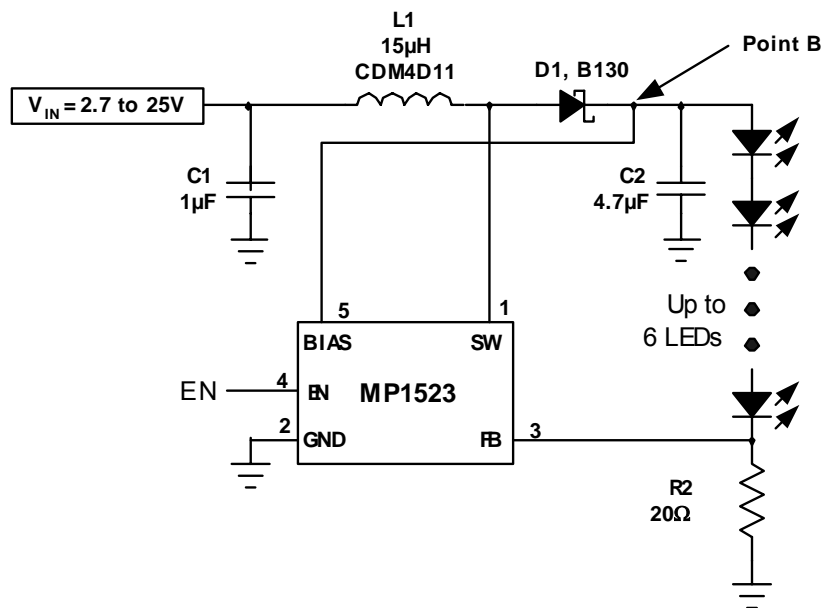 L1
15µH
CDM4D11
D1, B130
Point B
V_IN = 2.7 to 25V
C1
1µF
C2
4.7µF
Up to
6 LEDs
5
1
BIAS
SW
EN
4
EN
MP1523
2
GND
FB
3
R2
20Ω